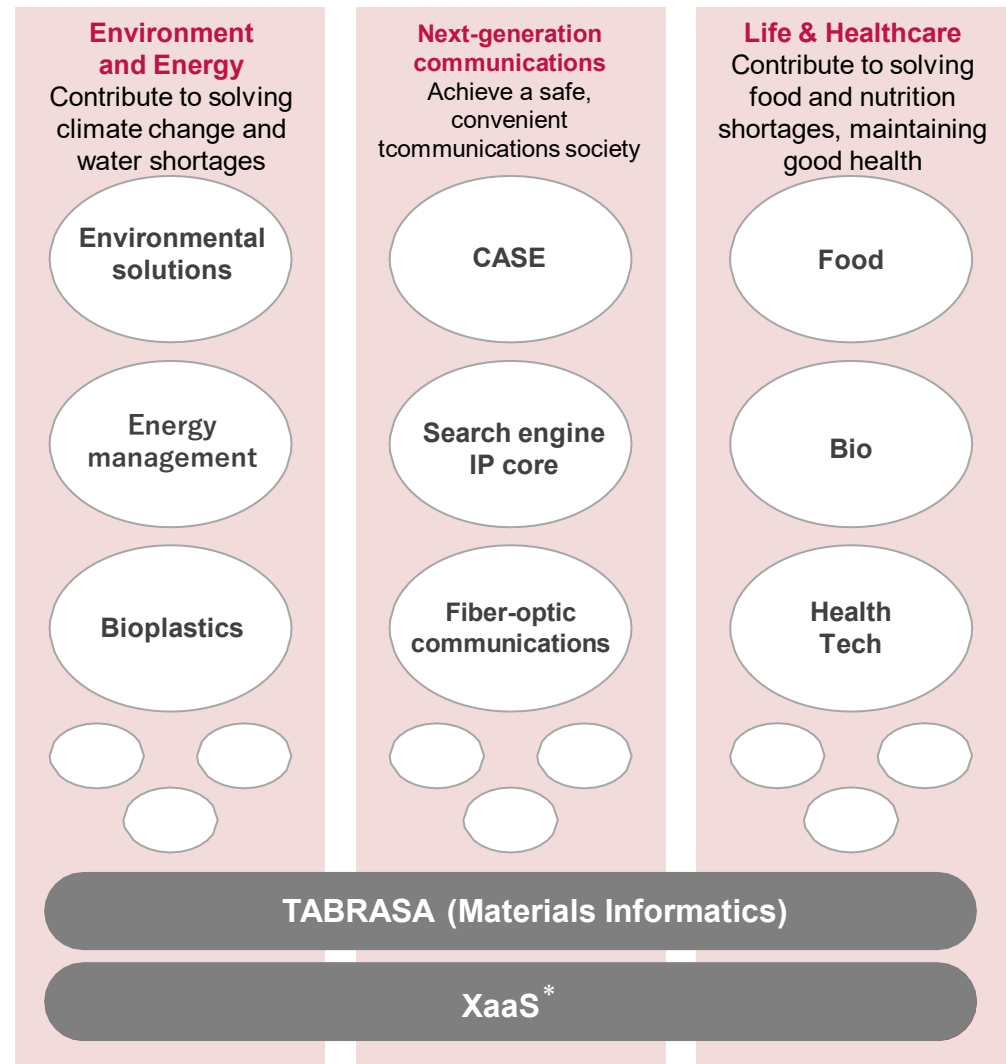 Environment
and Energy
Contribute to solving
climate change and
water shortages
Environmental
solutions
Energy
management
Bioplastics
Next-generation
communications
Achieve a safe,
convenient
tcommunications society
CASE
Search engine
IP core
Fiber-optic
communications
Life & Healthcare
Contribute to solving
food and nutrition
shortages, maintaining
good health
Food
Bio
Health
Tech
TABRASA (Materials Informatics)
XaaS*